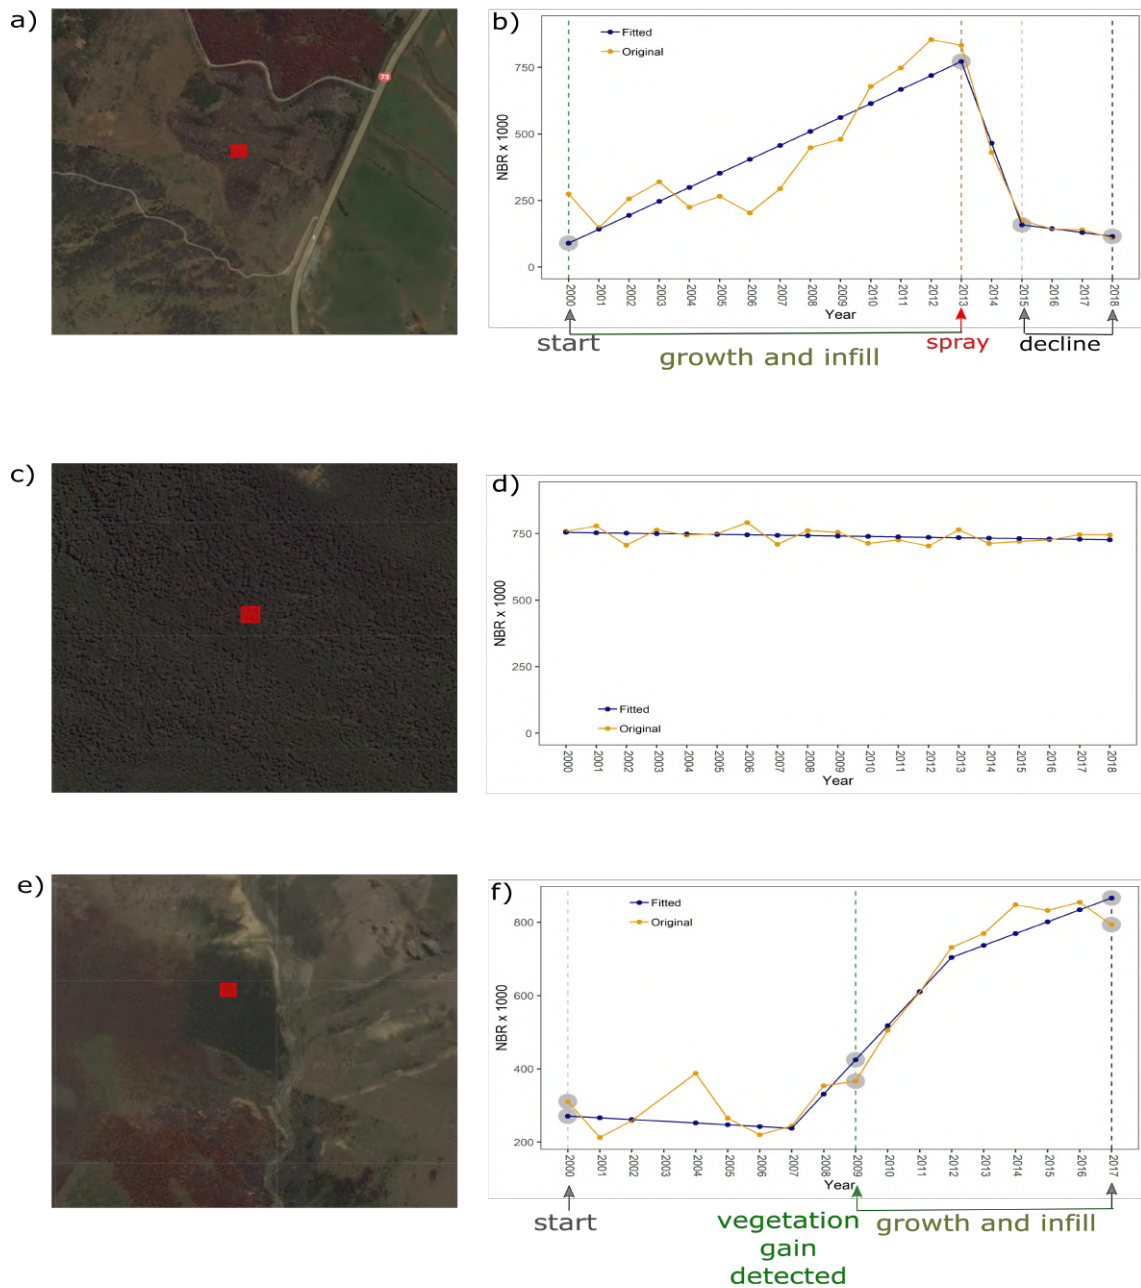 a)
73
b)
Fitted
Original
NBR x 1000
750
500
250
0
2000 2001 2002 2003 2004 2005 2006 2007 2008 2009 2010 2011 2012 2013 2014 2015 2016 2017 2018
Year
start
growth and infill
spray
decline
c)
d)
NBR x 1000
750
500
250
0
Fitted
Original
2000 2001 2002 2003 2004 2005 2006 2007 2008 2009 2010 2011 2012 2013 2014 2015 2016 2017 2018
Year
e)
f)
Fitted
Original
NBR x 1000
800
600
400
200
2000 2001 2002 2003 2004 2005 2006 2007 2008 2009 2010 2011 2012 2013 2014 2015 2016 2017
Year
start
vegetation
gain
detected
growth and infill